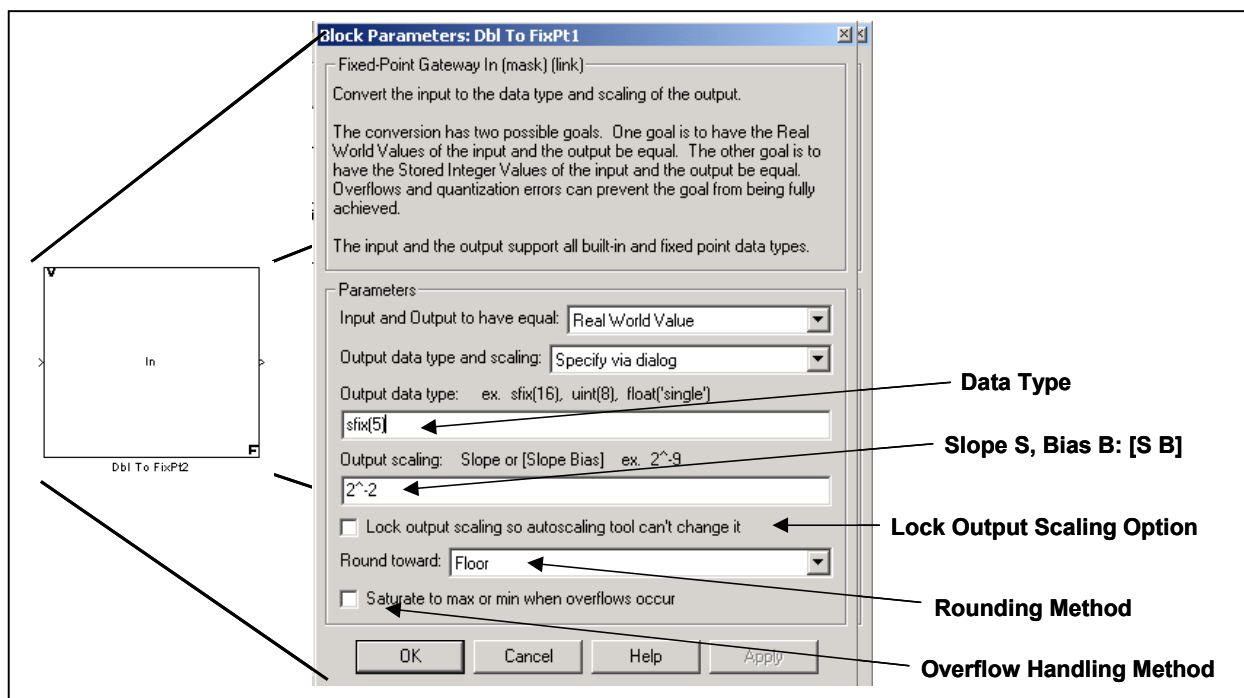 Block Parameters: Dbl To FixPt1
Fixed-Point Gateway In (mask) (link)
Convert the input to the data type and scaling of the output.
The conversion has two possible goals. One goal is to have the Real
World Values of the input and the output be equal. The other goal is to
have the Stored Integer Values of the input and the output be equal.
Overflows and quantization errors can prevent the goal from being fully
achieved.
The input and the output support all built-in and fixed point data types.
V
In
F
Dbl To FixPt2
Parameters
Input and Output to have equal: Real World Value
Output data type and scaling: Specify via dialog
Output data type: ex. sfix(16), uint(8), float('single')
sfix(5)
Output scaling: Slope or [Slope Bias] ex. 2^-9
2^-2
Lock output scaling so autoscaling tool can't change it
Round toward: Floor
Saturate to max or min when overflows occur
OK Cancel Help Apply
Data Type
Slope S, Bias B: [S B]
Lock Output Scaling Option
Rounding Method
Overflow Handling Method